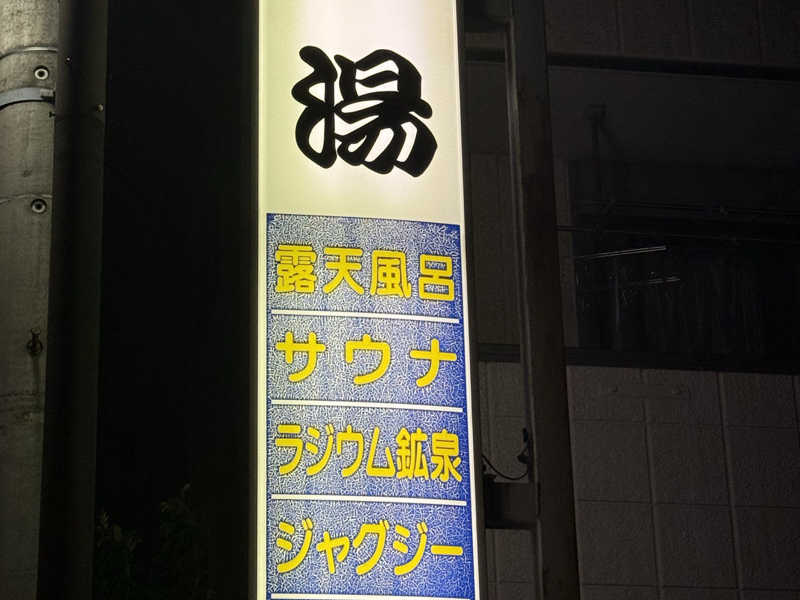 湯
露天風呂
サウナ
ラジウム鉱泉
ジャグジー